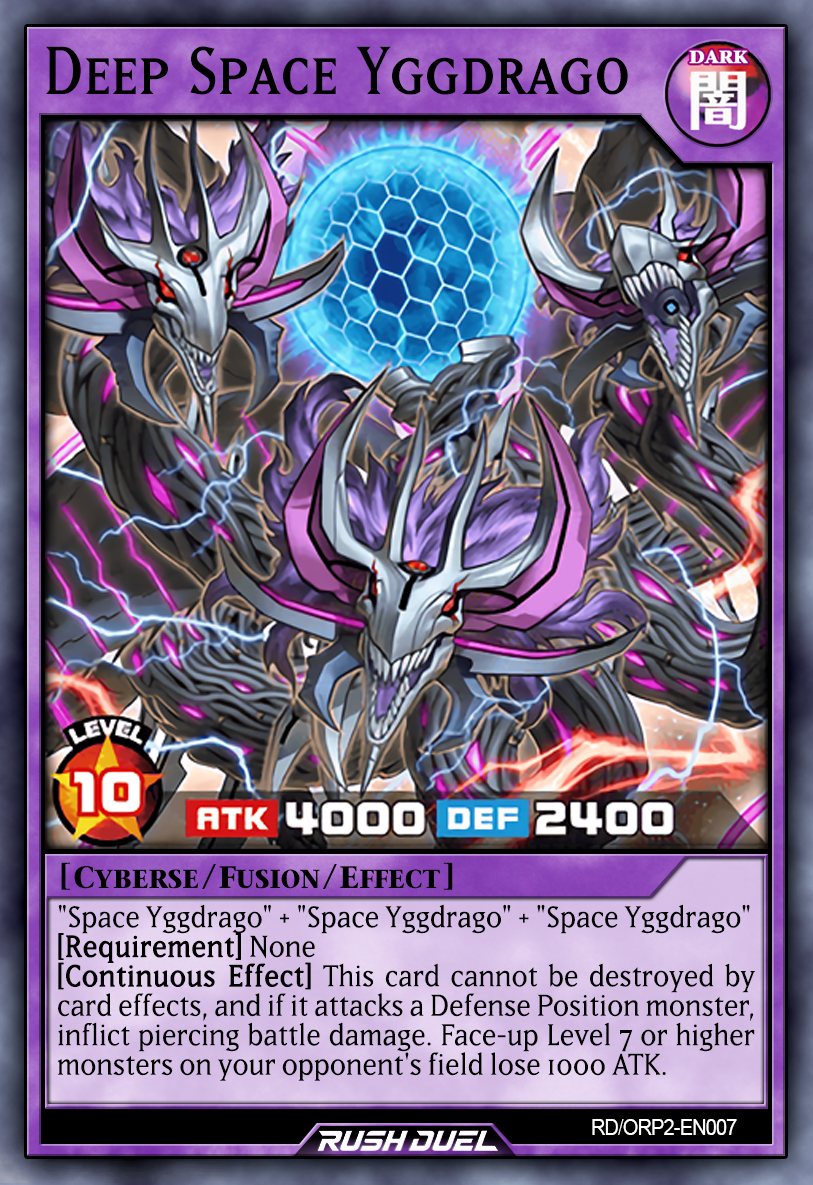 Deep Space Yggdrago
DARK
闇
LEVEL
10
ATK 4000 DEF 2400
[Cyberse/Fusion/Effect]
"Space Yggdrago" + "Space Yggdrago" + "Space Yggdrago"
[Requirement] None
[Continuous Effect] This card cannot be destroyed by
card effects, and if it attacks a Defense Position monster,
inflict piercing battle damage. Face-up Level 7 or higher
monsters on your opponent's field lose 1000 ATK.
RD/ORP2-EN007
RUSH DUEL